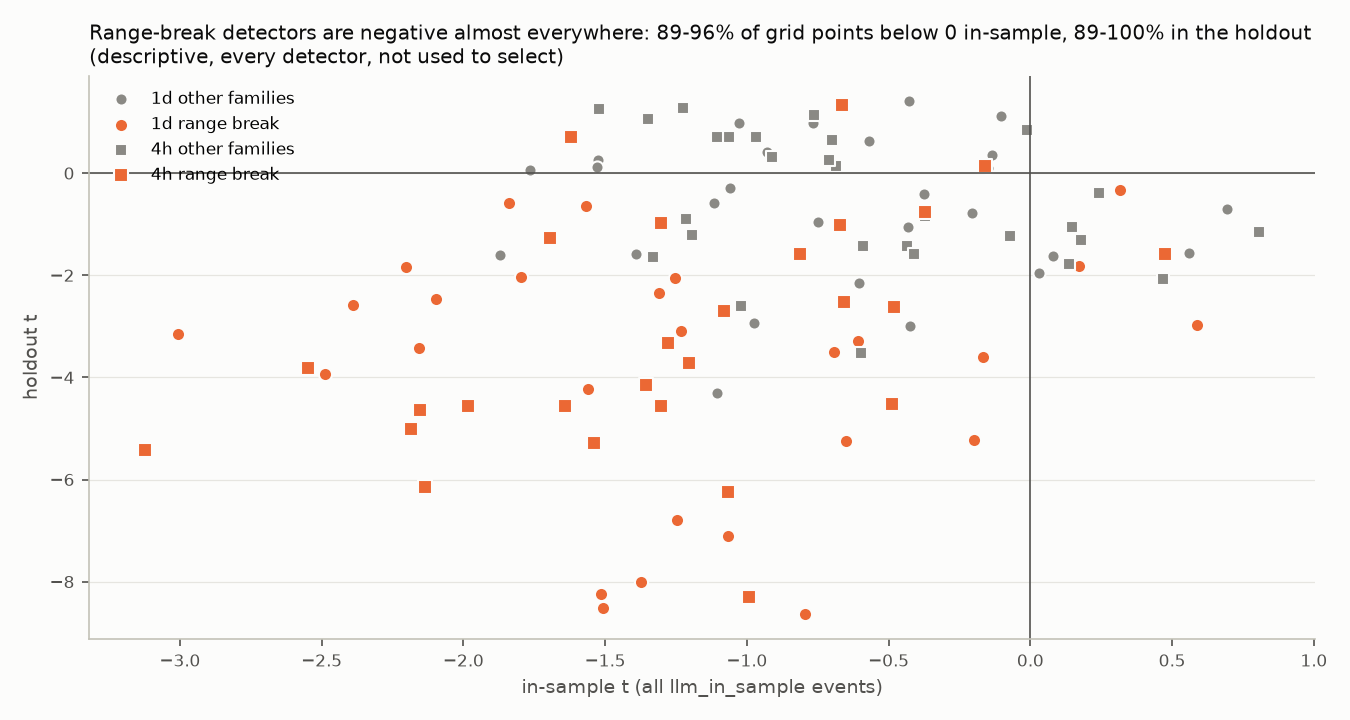 Range-break detectors are negative almost everywhere: 89-96% of grid points below 0 in-sample, 89-100% in the holdout
(descriptive, every detector, not used to select)
1d other families
1d range break
4h other families
4h range break
0
−2
−4
−6
−8
holdout t
−3.0
−2.5
−2.0
−1.5
−1.0
−0.5
0.0
0.5
1.0
in-sample t (all llm_in_sample events)